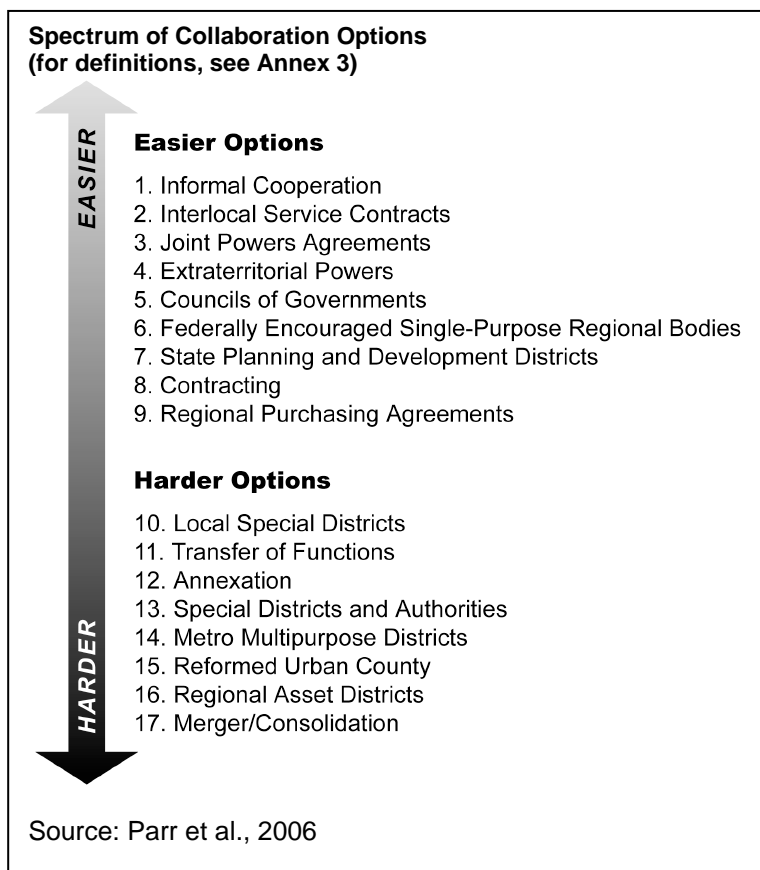 Spectrum of Collaboration Options
(for definitions, see Annex 3)
EASIER
Easier Options
1. Informal Cooperation
2. Interlocal Service Contracts
3. Joint Powers Agreements
4. Extraterritorial Powers
5. Councils of Governments
6. Federally Encouraged Single-Purpose Regional Bodies
7. State Planning and Development Districts
8. Contracting
9. Regional Purchasing Agreements
Harder Options
10. Local Special Districts
11. Transfer of Functions
12. Annexation
13. Special Districts and Authorities
14. Metro Multipurpose Districts
15. Reformed Urban County
16. Regional Asset Districts
17. Merger/Consolidation
HARDER
Source: Parr et al., 2006